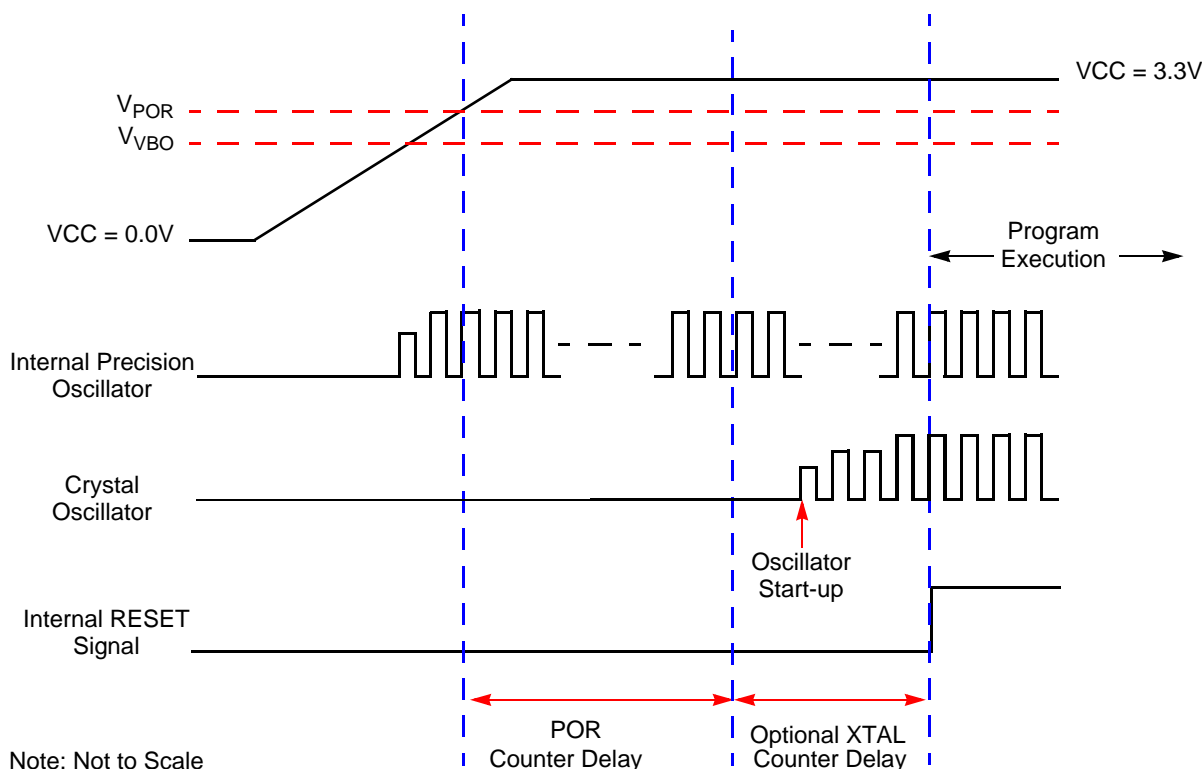 VCC = 3.3V
VPOR
VVBO
VCC = 0.0V
Program
Execution
Internal Precision
Oscillator
Crystal
Oscillator
Oscillator
Start-up
Internal RESET
Signal
POR
Counter Delay
Optional XTAL
Counter Delay
Note: Not to Scale